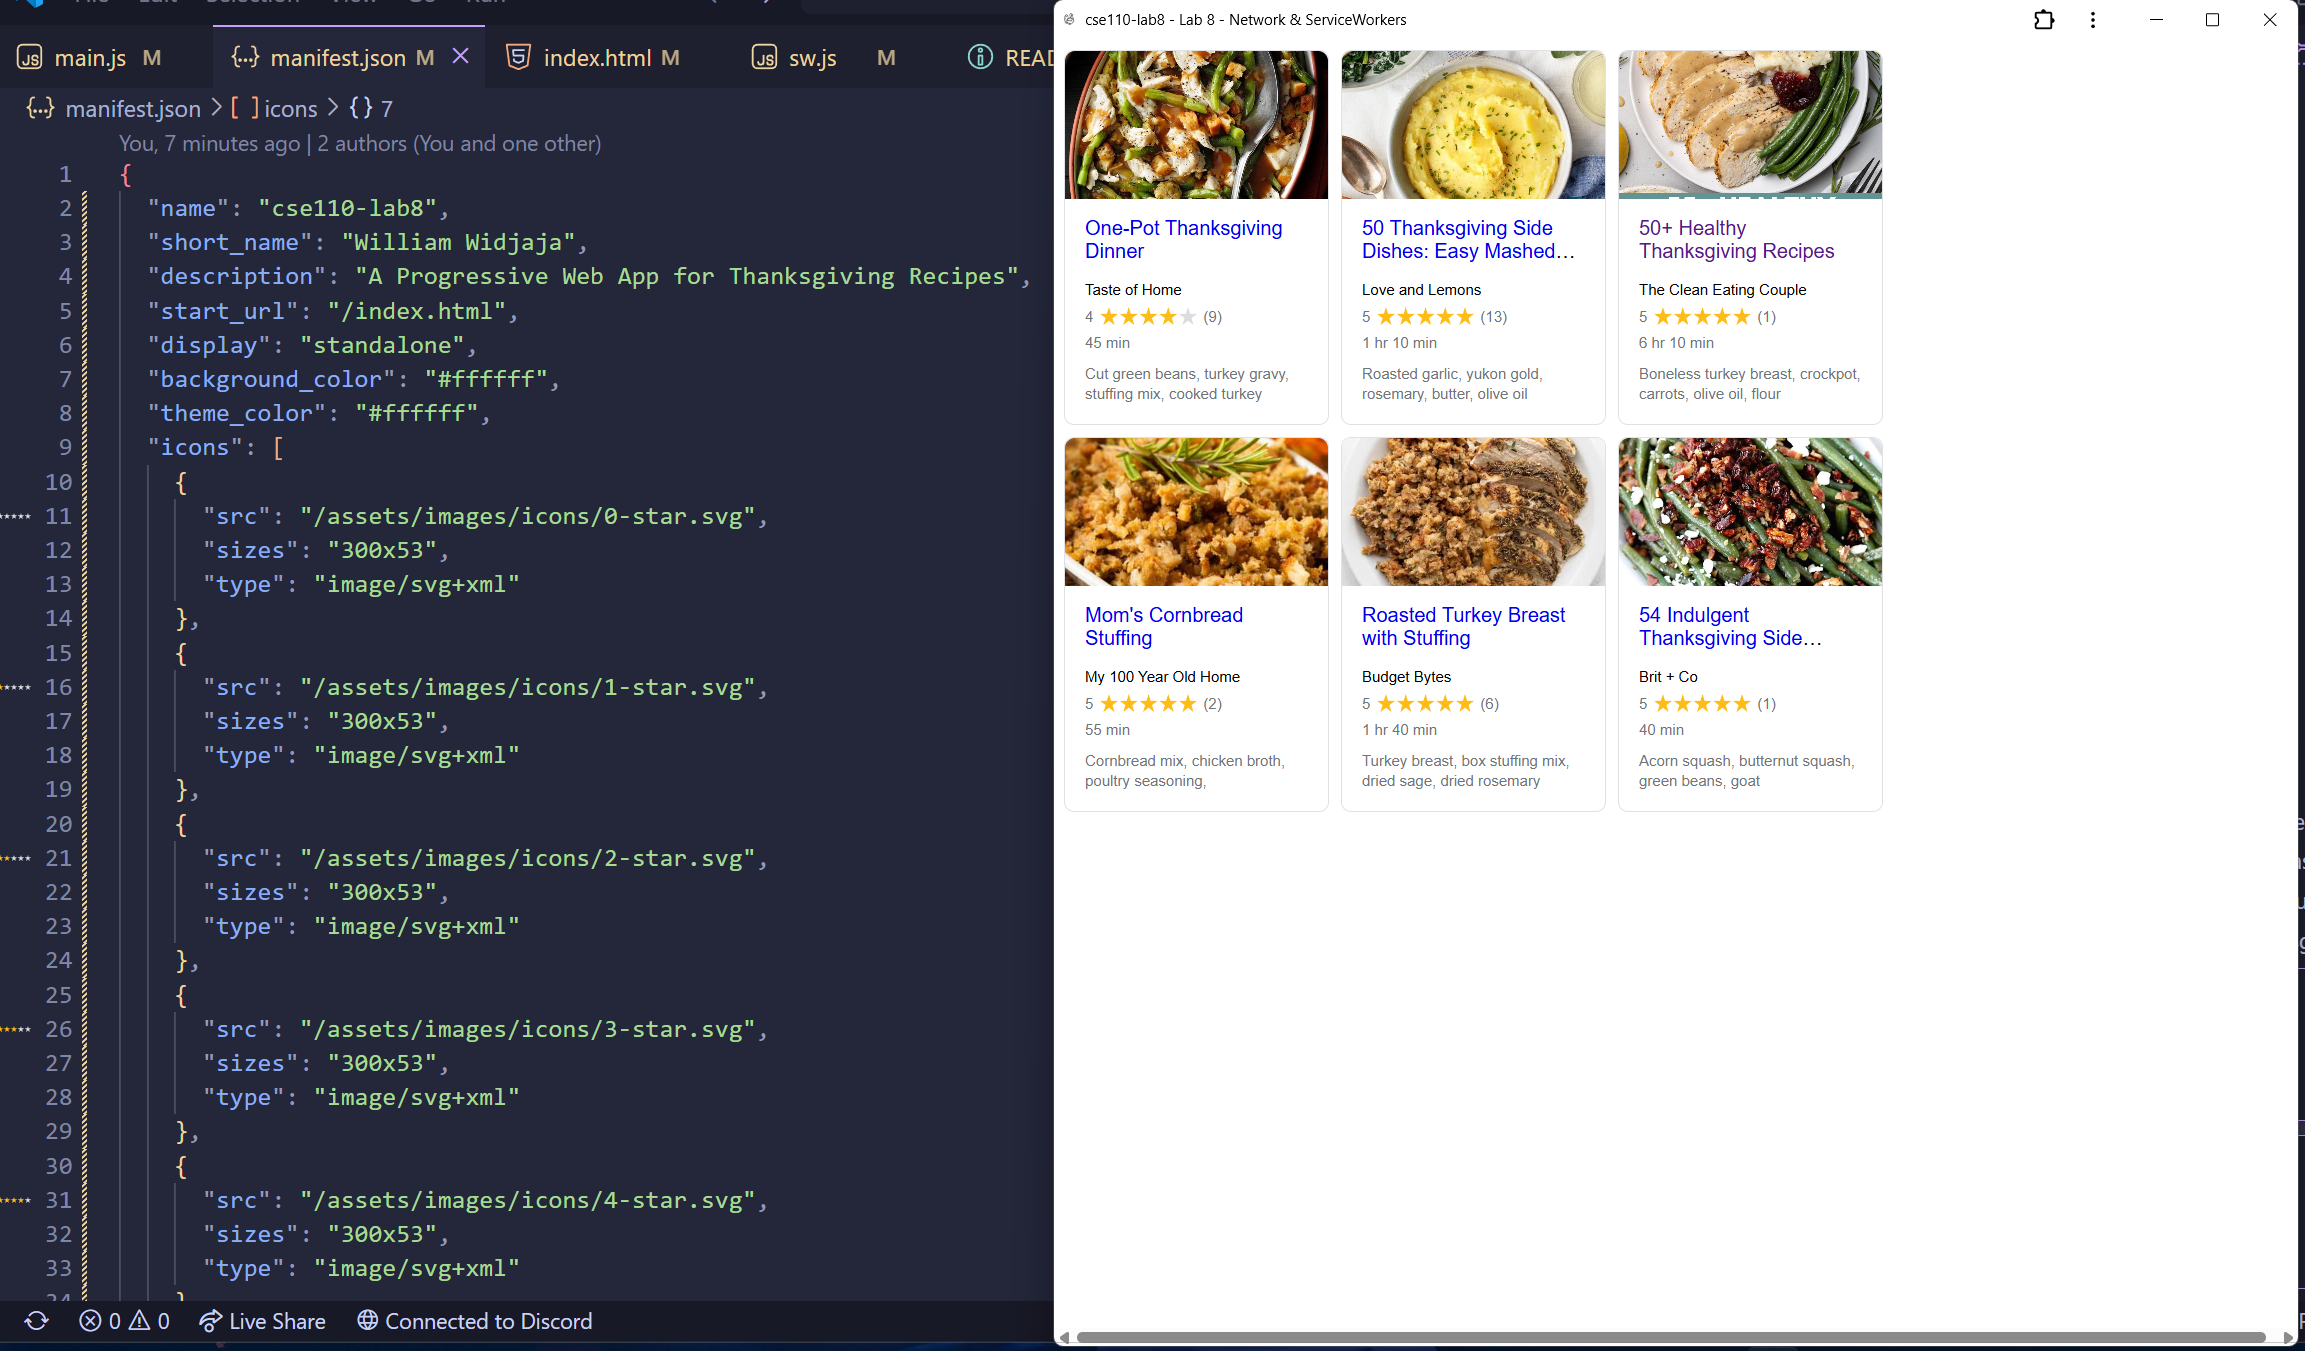 main.js M
manifest.json M
index.html M
sw.js M
manifest.json > [ ] icons > {} 7
You, 7 minutes ago | 2 authors (You and one other)
1 {
2 "name": "cse110-lab8",
3 "short_name": "William Widjaja",
4 "description": "A Progressive Web App for Thanksgiving Recipes",
5 "start_url": "/index.html",
6 "display": "standalone",
7 "background_color": "#ffffff",
8 "theme_color": "#ffffff",
9 "icons": [
10 {
11 "src": "/assets/images/icons/0-star.svg",
12 "sizes": "300x53",
13 "type": "image/svg+xml"
14 },
15 {
16 "src": "/assets/images/icons/1-star.svg",
17 "sizes": "300x53",
18 "type": "image/svg+xml"
19 },
20 {
21 "src": "/assets/images/icons/2-star.svg",
22 "sizes": "300x53",
23 "type": "image/svg+xml"
24 },
25 {
26 "src": "/assets/images/icons/3-star.svg",
27 "sizes": "300x53",
28 "type": "image/svg+xml"
29 },
30 {
31 "src": "/assets/images/icons/4-star.svg",
32 "sizes": "300x53",
33 "type": "image/svg+xml"
0 0 Live Share Connected to Discord
cse110-lab8 - Lab 8 - Network & ServiceWorkers
One-Pot Thanksgiving
Dinner
Taste of Home
4 (9)
45 min
Cut green beans, turkey gravy,
stuffing mix, cooked turkey
50 Thanksgiving Side
Dishes: Easy Mashed…
Love and Lemons
5 (13)
1 hr 10 min
Roasted garlic, yukon gold,
rosemary, butter, olive oil
50+ Healthy
Thanksgiving Recipes
The Clean Eating Couple
5 (1)
6 hr 10 min
Boneless turkey breast, crockpot,
carrots, olive oil, flour
Mom's Cornbread
Stuffing
My 100 Year Old Home
5 (2)
55 min
Cornbread mix, chicken broth,
poultry seasoning,
Roasted Turkey Breast
with Stuffing
Budget Bytes
5 (6)
1 hr 40 min
Turkey breast, box stuffing mix,
dried sage, dried rosemary
54 Indulgent
Thanksgiving Side…
Brit + Co
5 (1)
40 min
Acorn squash, butternut squash,
green beans, goat